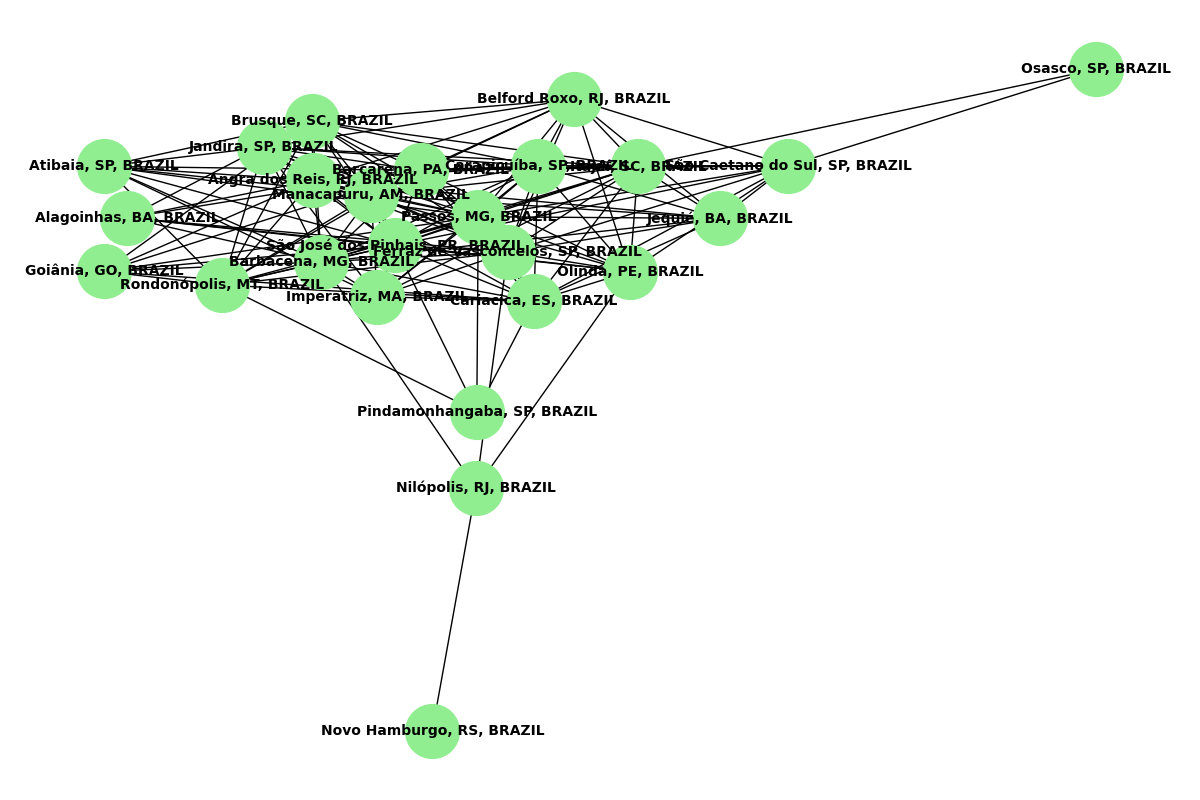 Osasco, SP, BRAZIL
Belford Roxo, RJ, BRAZIL
Brusque, SC, BRAZIL
Jandira, SP, BRAZIL
Atibaia, SP, BRAZIL
Barcarena, PA, BRAZIL
Carapicuíba, SP, BRAZIL
SC, BRAZIL
São Caetano do Sul, SP, BRAZIL
Angra dos Reis, RJ, BRAZIL
Manacapuru, AM, BRAZIL
Alagoinhas, BA, BRAZIL
Passos, MG, BRAZIL
Jequié, BA, BRAZIL
São José dos Pinhais, PR, BRAZIL
Ferraz de Vasconcelos, SP, BRAZIL
Barbacena, MG, BRAZIL
Goiânia, GO, BRAZIL
Olinda, PE, BRAZIL
Rondonópolis, MT, BRAZIL
Imperatriz, MA, BRAZIL
Cariacica, ES, BRAZIL
Pindamonhangaba, SP, BRAZIL
Nilópolis, RJ, BRAZIL
Novo Hamburgo, RS, BRAZIL